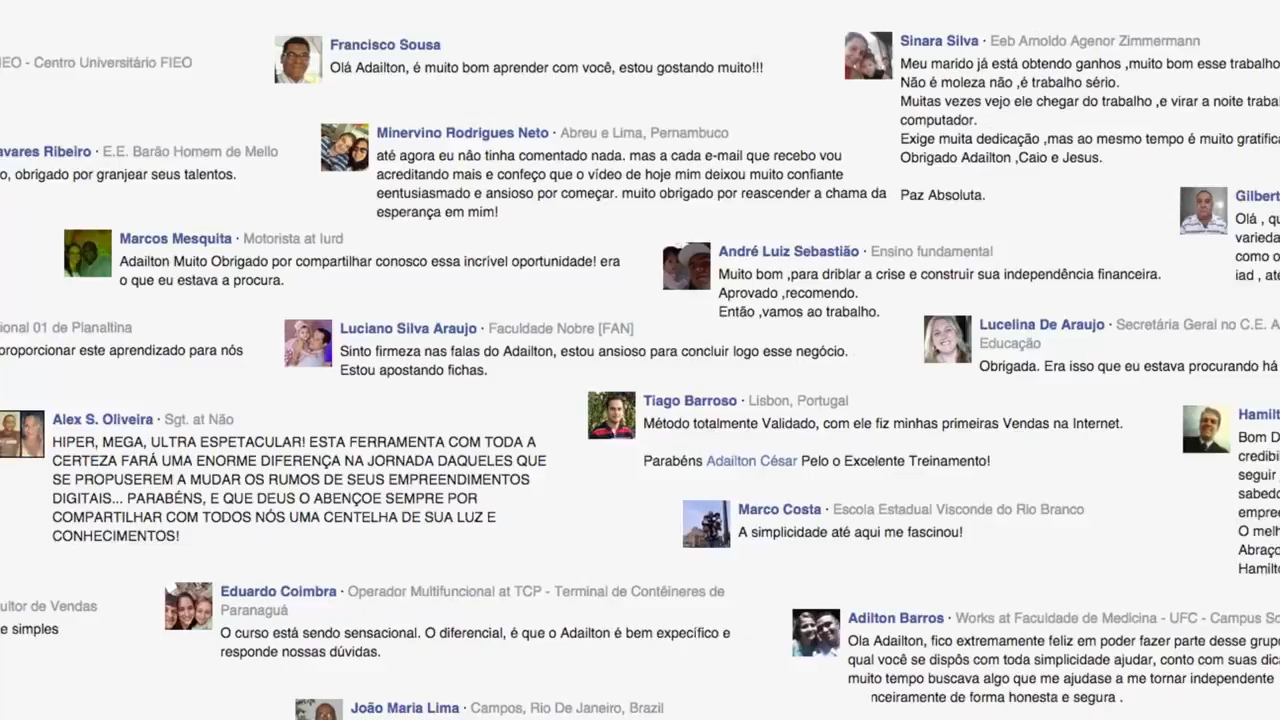 IEO - Centro Universitário FIEO
Francisco Sousa
Olá Adailton, é muito bom aprender com você, estou gostando muito!!!
Sinara Silva · Eeb Arnoldo Agenor Zimmermann
Meu marido já está obtendo ganhos ,muito bom esse trabalho
Não é moleza não ,é trabalho sério.
Muitas vezes vejo ele chegar do trabalho ,e virar a noite
computador.
Exige muita dedicação ,mas ao mesmo tempo é muito
Obrigado Adailton ,Caio e Jesus.
Paz Absoluta.
avares Ribeiro · E.E. Barão Homem de Mello
o, obrigado por granjear seus talentos.
Minervino Rodrigues Neto · Abreu e Lima, Pernambuco
até agora eu não tinha comentado nada. mas a cada e-mail que recebo vou
acreditando mais e confeço que o vídeo de hoje mim deixou muito confiante
eentusiasmado e ansioso por começar. muito obrigado por reascender a chama da
esperança em mim!
Gilbert
Olá , qu
varieda
como o
iad , até
Marcos Mesquita · Motorista at Iurd
Adailton Muito Obrigado por compartilhar conosco essa incrível oportunidade! era
o que eu estava a procura.
André Luiz Sebastião · Ensino fundamental
Muito bom ,para driblar a crise e construir sua independência financeira.
Aprovado ,recomendo.
Então ,vamos ao trabalho.
ional 01 de Planaltina
proporcionar este aprendizado para nós
Luciano Silva Araujo · Faculdade Nobre [FAN]
Sinto firmeza nas falas do Adailton, estou ansioso para concluir logo esse negócio.
Estou apostando fichas.
Lucelina De Araujo · Secretária Geral no C.E. A
Educação
Obrigada. Era isso que eu estava procurando há
Alex S. Oliveira · Sgt. at Não
HIPER, MEGA, ULTRA ESPETACULAR! ESTA FERRAMENTA COM TODA A
CERTEZA FARÁ UMA ENORME DIFERENÇA NA JORNADA DAQUELES QUE
SE PROPUSEREM A MUDAR OS RUMOS DE SEUS EMPREENDIMENTOS
DIGITAIS... PARABÉNS, E QUE DEUS O ABENÇOE SEMPRE POR
COMPARTILHAR COM TODOS NÓS UMA CENTELHA DE SUA LUZ E
CONHECIMENTOS!
Tiago Barroso · Lisbon, Portugal
Método totalmente Validado, com ele fiz minhas primeiras Vendas na Internet.
Parabéns Adailton César Pelo o Excelente Treinamento!
Hamilt
Bom D
credibil
seguir ,
sabedo
empree
O melh
Abraço
Hamilto
Marco Costa · Escola Estadual Visconde do Rio Branco
A simplicidade até aqui me fascinou!
ultor de Vendas
e simples
Eduardo Coimbra · Operador Multifuncional at TCP - Terminal de Contêineres de
Paranaguá
O curso está sendo sensacional. O diferencial, é que o Adailton é bem expecífico e
responde nossas dúvidas.
Adilton Barros · Works at Faculdade de Medicina - UFC - Campus So
Ola Adailton, fico extremamente feliz em poder fazer parte desse grupo
qual você se dispôs com toda simplicidade ajudar, conto com suas dica
muito tempo buscava algo que me ajudase a me tornar independente
nceiramente de forma honesta e segura .
João Maria Lima · Campos, Rio De Janeiro, Brazil